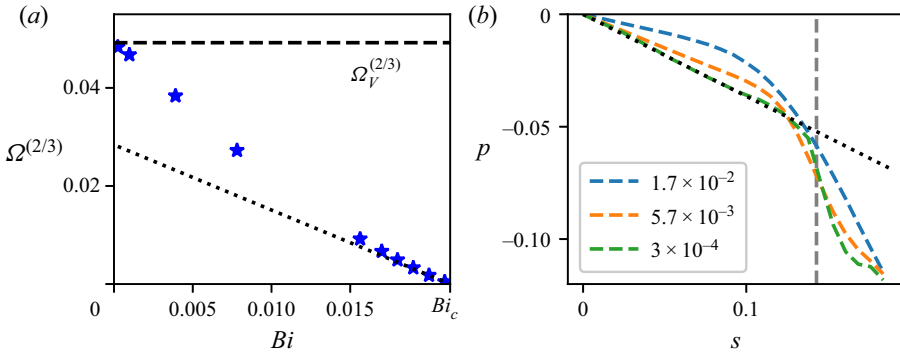 (a)
0.04
0.02
0
Ω^(2/3)
Ω_V^(2/3)
0.005
0.010
0.015
Bi_c
Bi
(b)
0
−0.05
−0.10
p
1.7 × 10^−2
5.7 × 10^−3
3 × 10^−4
0
0.1
s